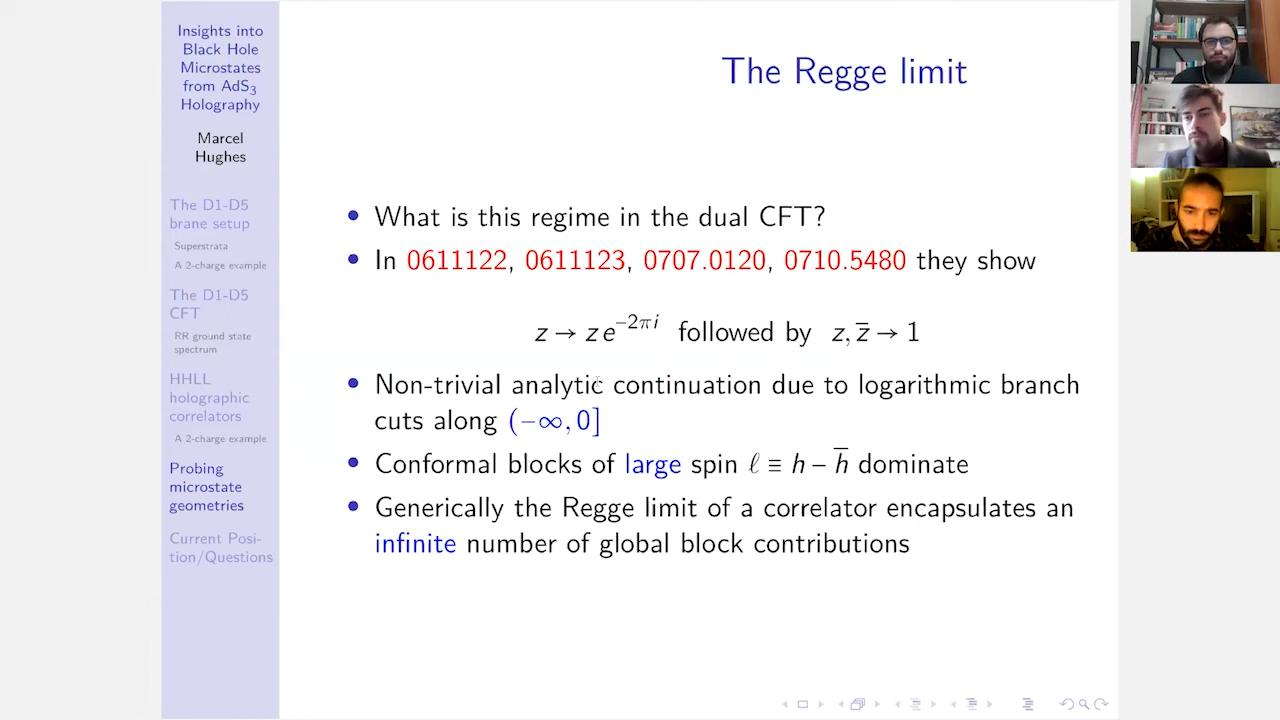 Insights into
Black Hole
Microstates
from AdS₃
Holography
Marcel
Hughes
The D1-D5
brane setup
Superstrata
A 2-charge example
The D1-D5
CFT
RR ground state
spectrum
HHLL
holographic
correlators
A 2-charge example
Probing
microstate
geometries
Current Posi-
tion/Questions
The Regge limit
• What is this regime in the dual CFT?
• In 0611122, 0611123, 0707.0120, 0710.5480 they show
z → z e^{−2πi} followed by z, z̅ → 1
• Non-trivial analytic continuation due to logarithmic branch
cuts along (−∞, 0]
• Conformal blocks of large spin ℓ ≡ h − h̅ dominate
• Generically the Regge limit of a correlator encapsulates an
infinite number of global block contributions